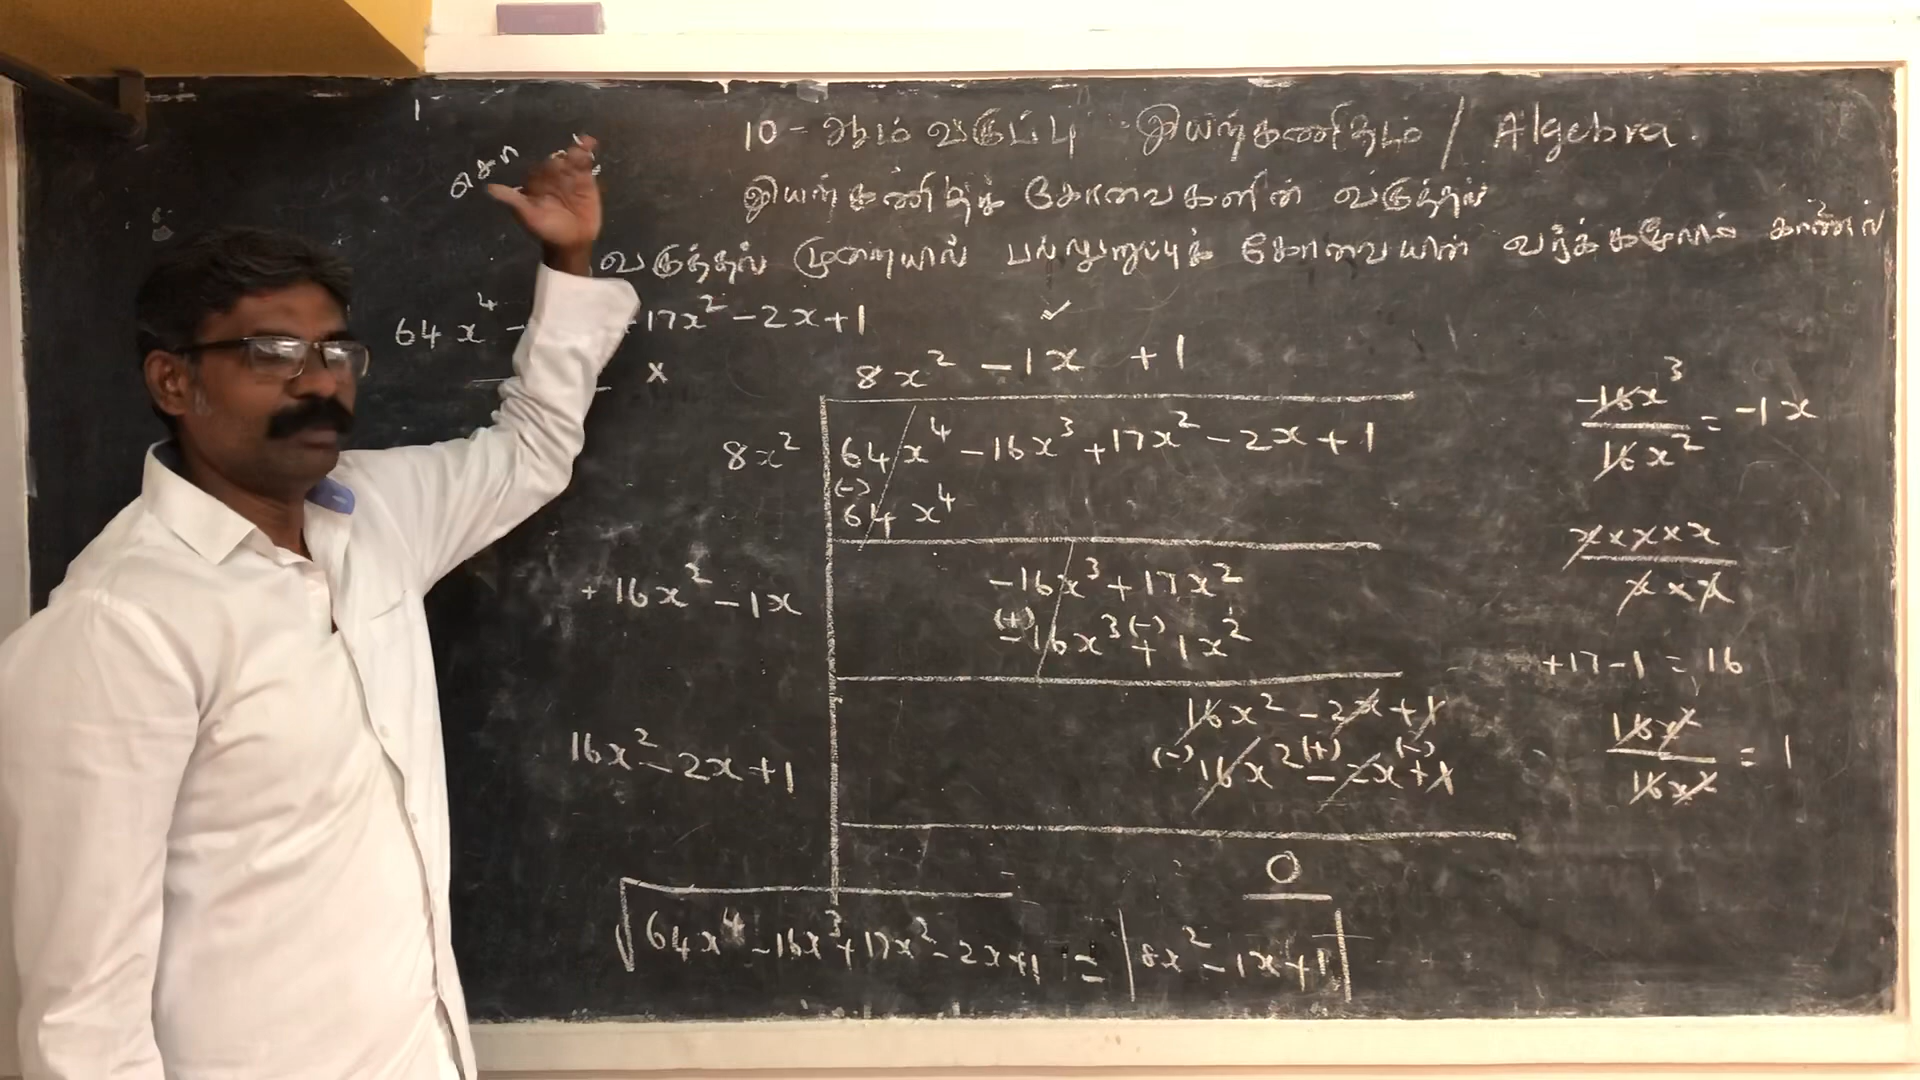 10 - ஆம் வகுப்பு இயற்கணிதம் / Algebra.
இயற்கணிதக் கோவைகளின் வகுத்தல்
வகுத்தல் முறையில் பல்லுறுப்புக் கோவையின் வர்க்கமூலம் காணல்
64x⁴ - +17x² - 2x + 1
x
✓
8x² - 1x + 1
8x² 64x⁴ - 16x³ + 17x² - 2x + 1
(-)
64x⁴
+16x² - 1x -16x³ + 17x²
(+) (-)
-16x³ + 1x²
16x² - 2x + 1 16x² - 2x + 1
(-) (+) (-)
16x² - 2x + 1
0
√64x⁴ - 16x³ + 17x² - 2x + 1 = |8x² - 1x + 1|
-16x³ / 16x² = -1x
x × x × x
x × x
+17 - 1 = 16
16x² / 16x² = 1